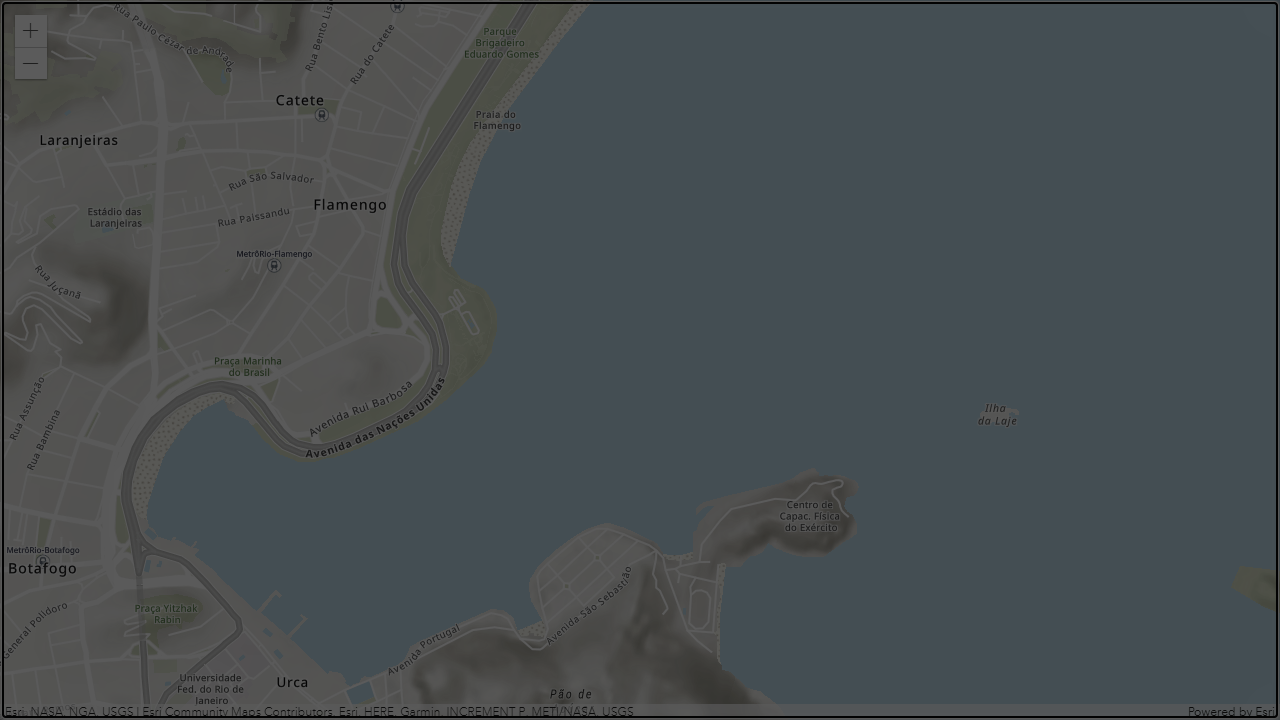 Rua Paulo Cézar de Andrade
Rua Bento Lis
Rua do Catete
Parque
Brigadeiro
Eduardo Gomes
Catete
Praia do
Flamengo
Laranjeiras
Rua São Salvador
Flamengo
Estádio das
Laranjeiras
Rua Paissandu
MetrôRio-Flamengo
Rua Juçanã
Praça Marinha
do Brasil
Rua Assunção
Rua Bambina
Avenida Rui Barbosa
Avenida das Nações Unidas
Ilha
da Laje
Centro de
Capac. Física
do Exército
MetrôRio-Botafogo
Botafogo
General Polidoro
Praça Yitzhak
Rabin
Avenida São Sebastião
Avenida Portugal
Universidade
Fed. do Rio de
Janeiro
Urca
Pão de
Esri, NASA, NGA, USGS | Esri Community Maps Contributors, Esri, HERE, Garmin, INCREMENT P, METI/NASA, USGS
Powered by Esri